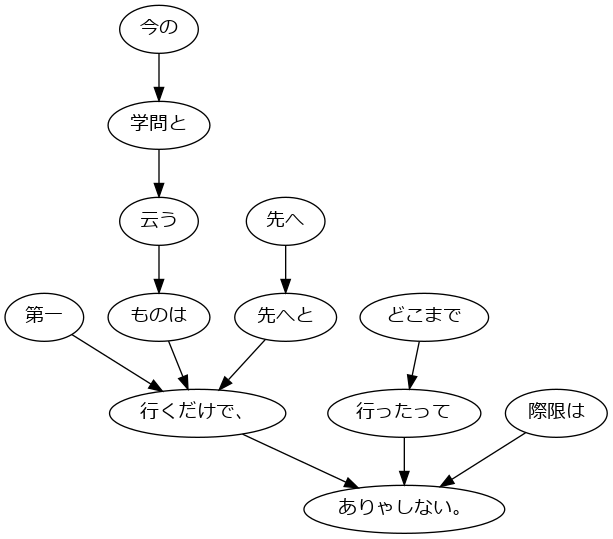 今の
学問と
云う
先へ
第一
ものは
先へと
どこまで
行くだけで、
行ったって
際限は
ありゃしない。